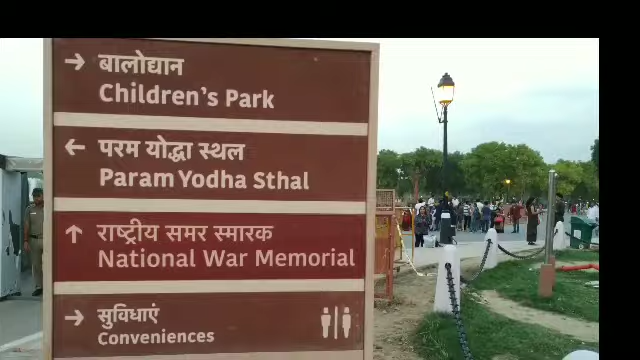 → बालोद्यान
Children's Park
← परम योद्धा स्थल
Param Yodha Sthal
↑ राष्ट्रीय समर स्मारक
National War Memorial
→ सुविधाएं
Conveniences